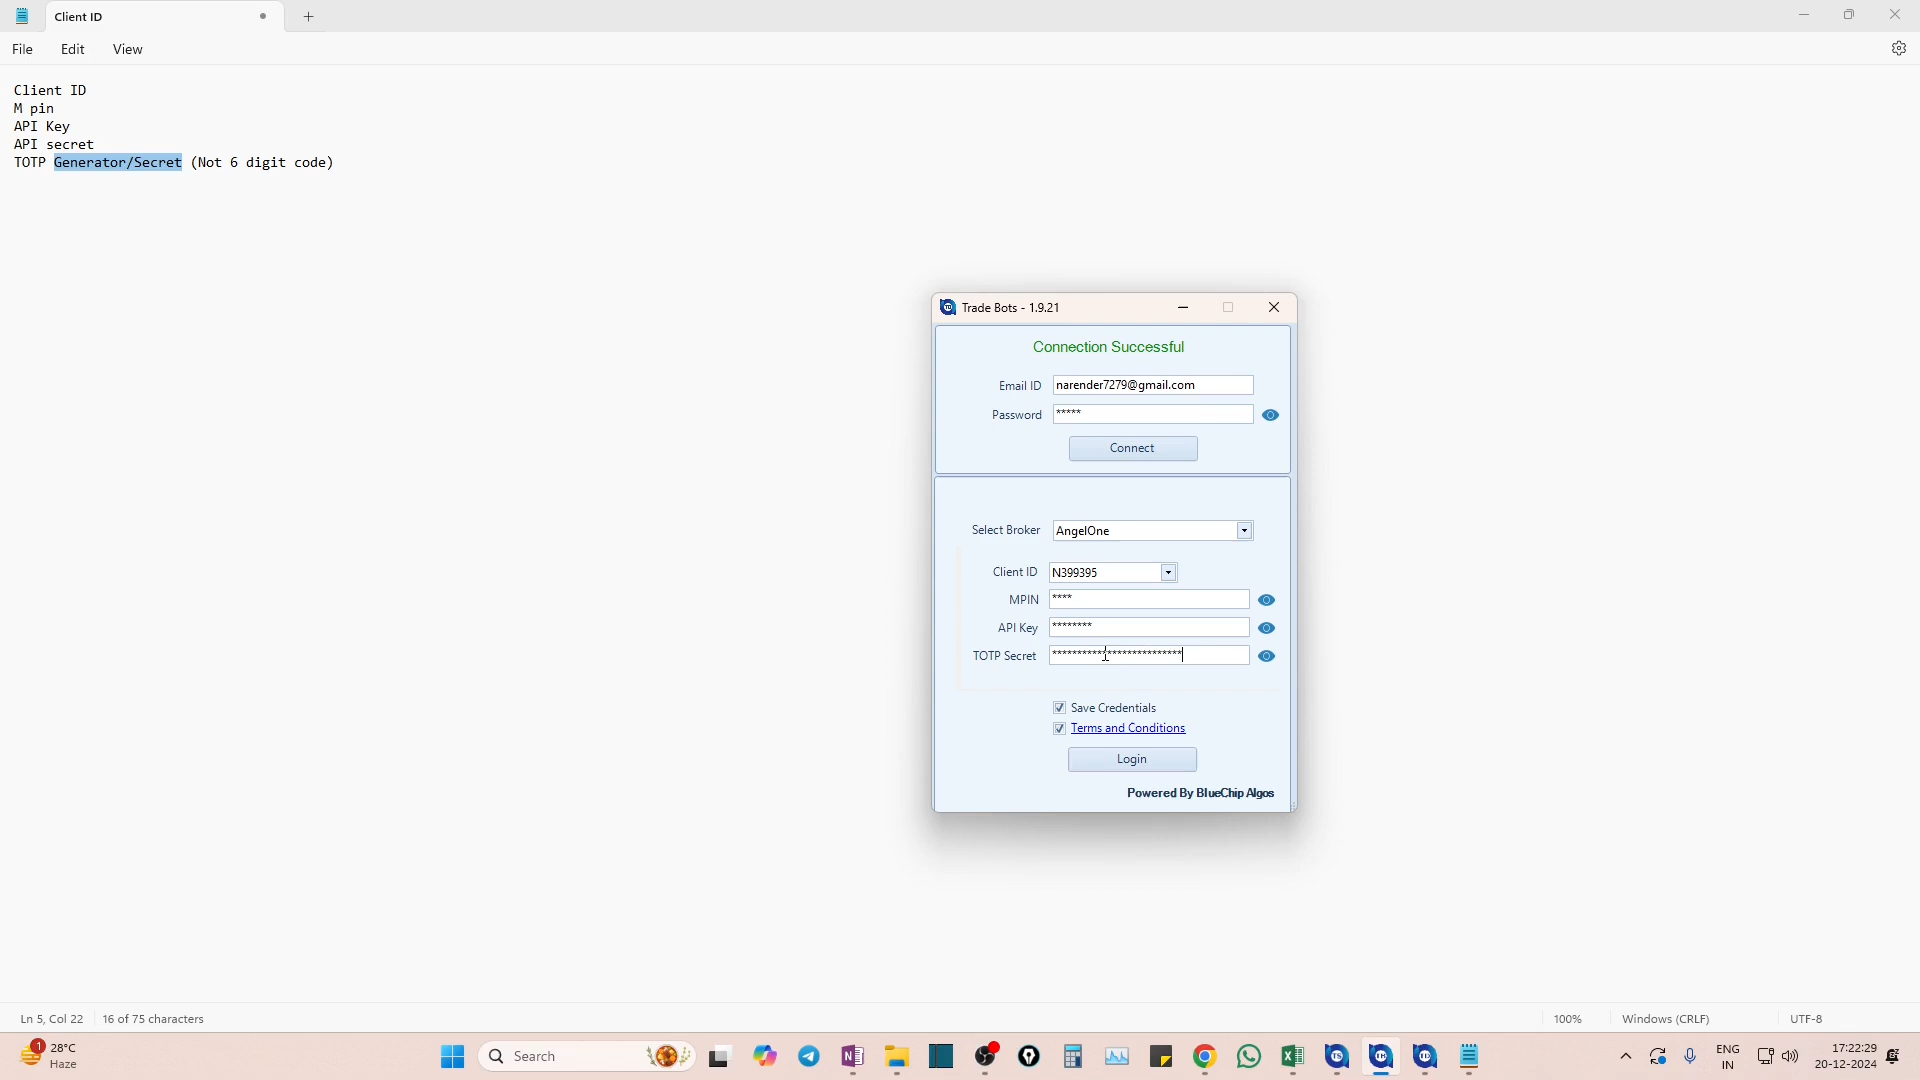 Client ID
File
Edit
View
Client ID
M pin
API Key
API secret
TOTP Generator/Secret (Not 6 digit code)
Trade Bots - 1.9.21
Connection Successful
Email ID narender7279@gmail.com
Password *****
Connect
Select Broker AngelOne
Client ID N399395
MPIN ****
API Key ********
TOTP Secret **************************
Save Credentials
Terms and Conditions
Login
Powered By BlueChip Algos
Ln 5, Col 22
16 of 75 characters
100%
Windows (CRLF)
UTF-8
1
28°C
Haze
Search
ENG
IN
17:22:29
20-12-2024